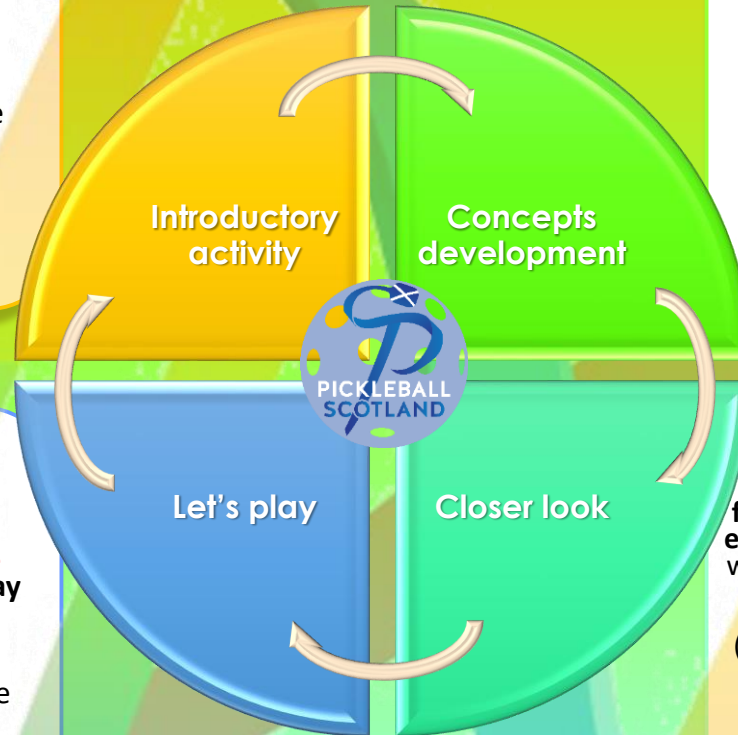 Introductory
activity
Concepts
development
PICKLEBALL
SCOTLAND
Let's play
Closer look